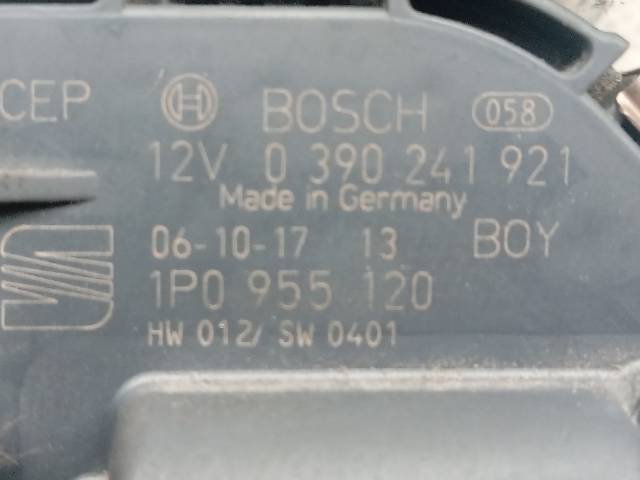 CEP BOSCH 058
12V 0 390 241 921
Made in Germany
06-10-17 13 BOY
1P0 955 120
HW 012/ SW 0401